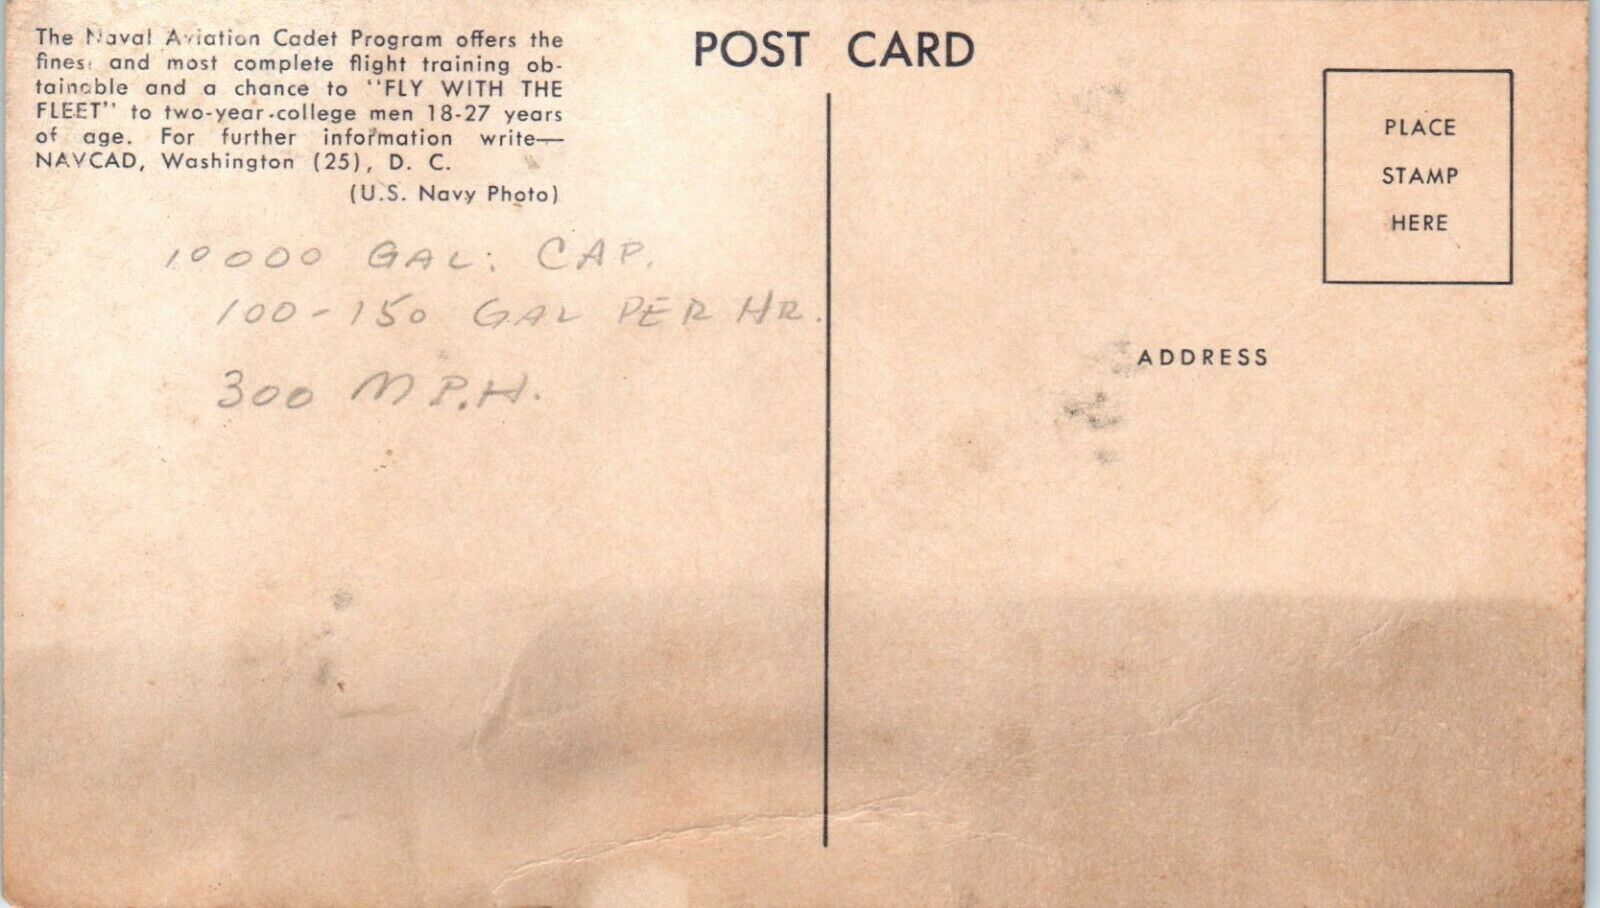 The Naval Aviation Cadet Program offers the
fines and most complete flight training ob-
tainable and a chance to "FLY WITH THE
FLEET" to two-year-college men 18-27 years
of age. For further information write—
NAVCAD, Washington (25), D. C.
(U.S. Navy Photo)
10000 GAL. CAP.
100-150 GAL PER HR.
300 M P.H.
POST CARD
PLACE
STAMP
HERE
ADDRESS